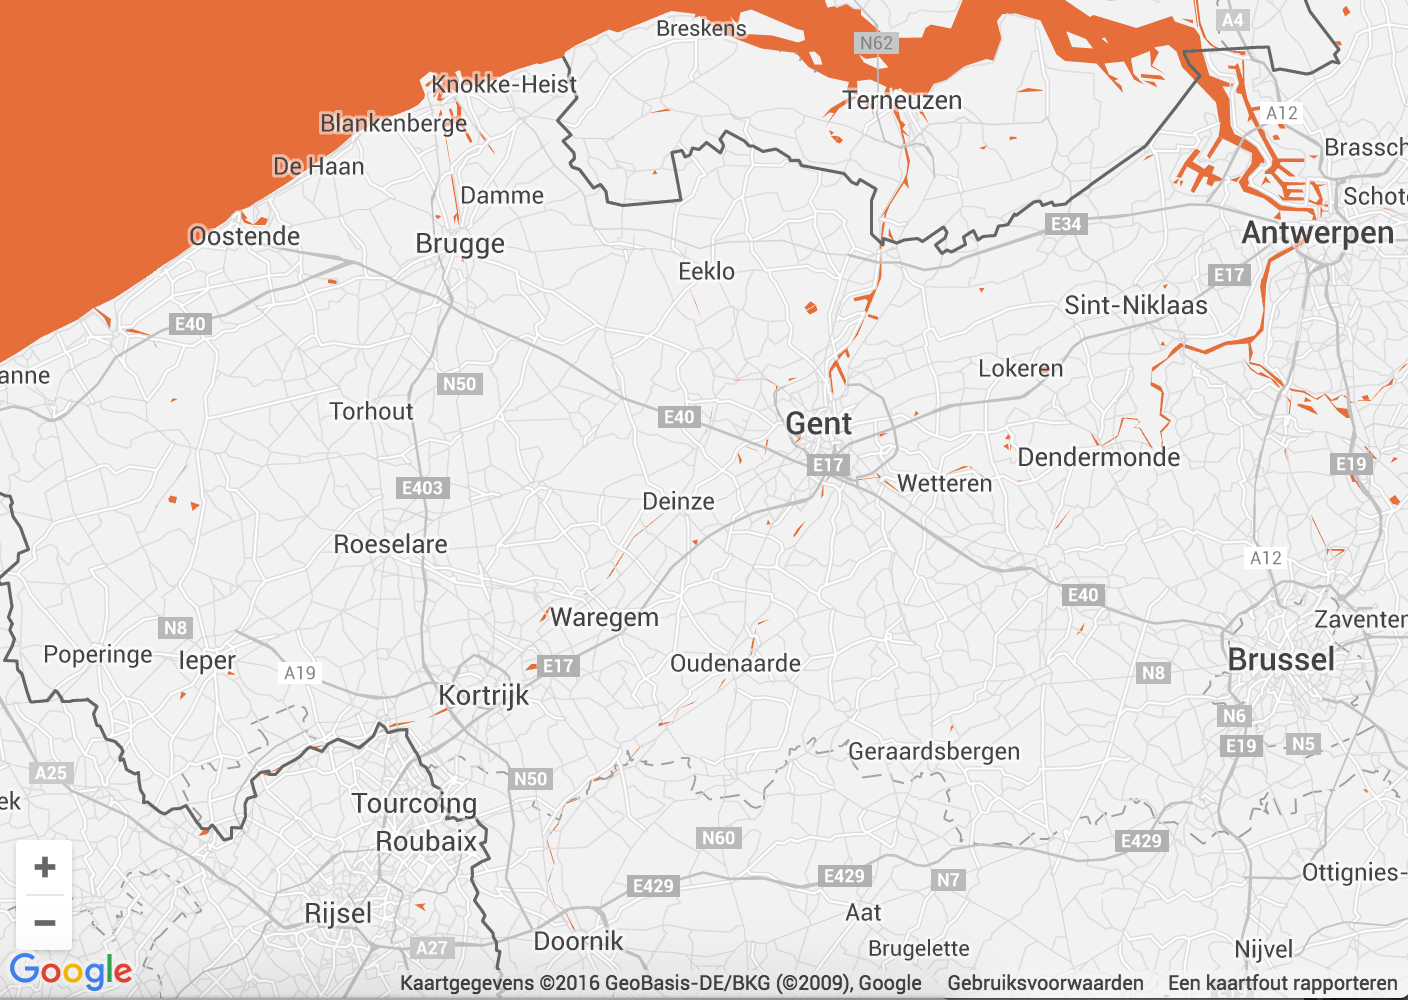 A4
Breskens
N62
Knokke-Heist
Terneuzen
A12
Blankenberge
Brassch
De Haan
Damme
Schot
Oostende
Brugge
E34
Antwerpen
Eeklo
E17
Sint-Niklaas
E40
anne
N50
Lokeren
Torhout
E40
Gent
E17
Dendermonde
E19
E403
Wetteren
Deinze
Roeselare
A12
E40
Waregem
N8
Zaventem
Poperinge
Ieper
E17
Oudenaarde
Brussel
A19
N8
Kortrijk
N6
E19
N5
Geraardsbergen
A25
N50
ek
Tourcoing
Roubaix
N60
E429
+
E429
E429
N7
Ottignies-
−
Rijsel
Aat
Doornik
A27
Brugelette
Nijvel
Google
Kaartgegevens ©2016 GeoBasis-DE/BKG (©2009), Google Gebruiksvoorwaarden Een kaartfout rapporteren